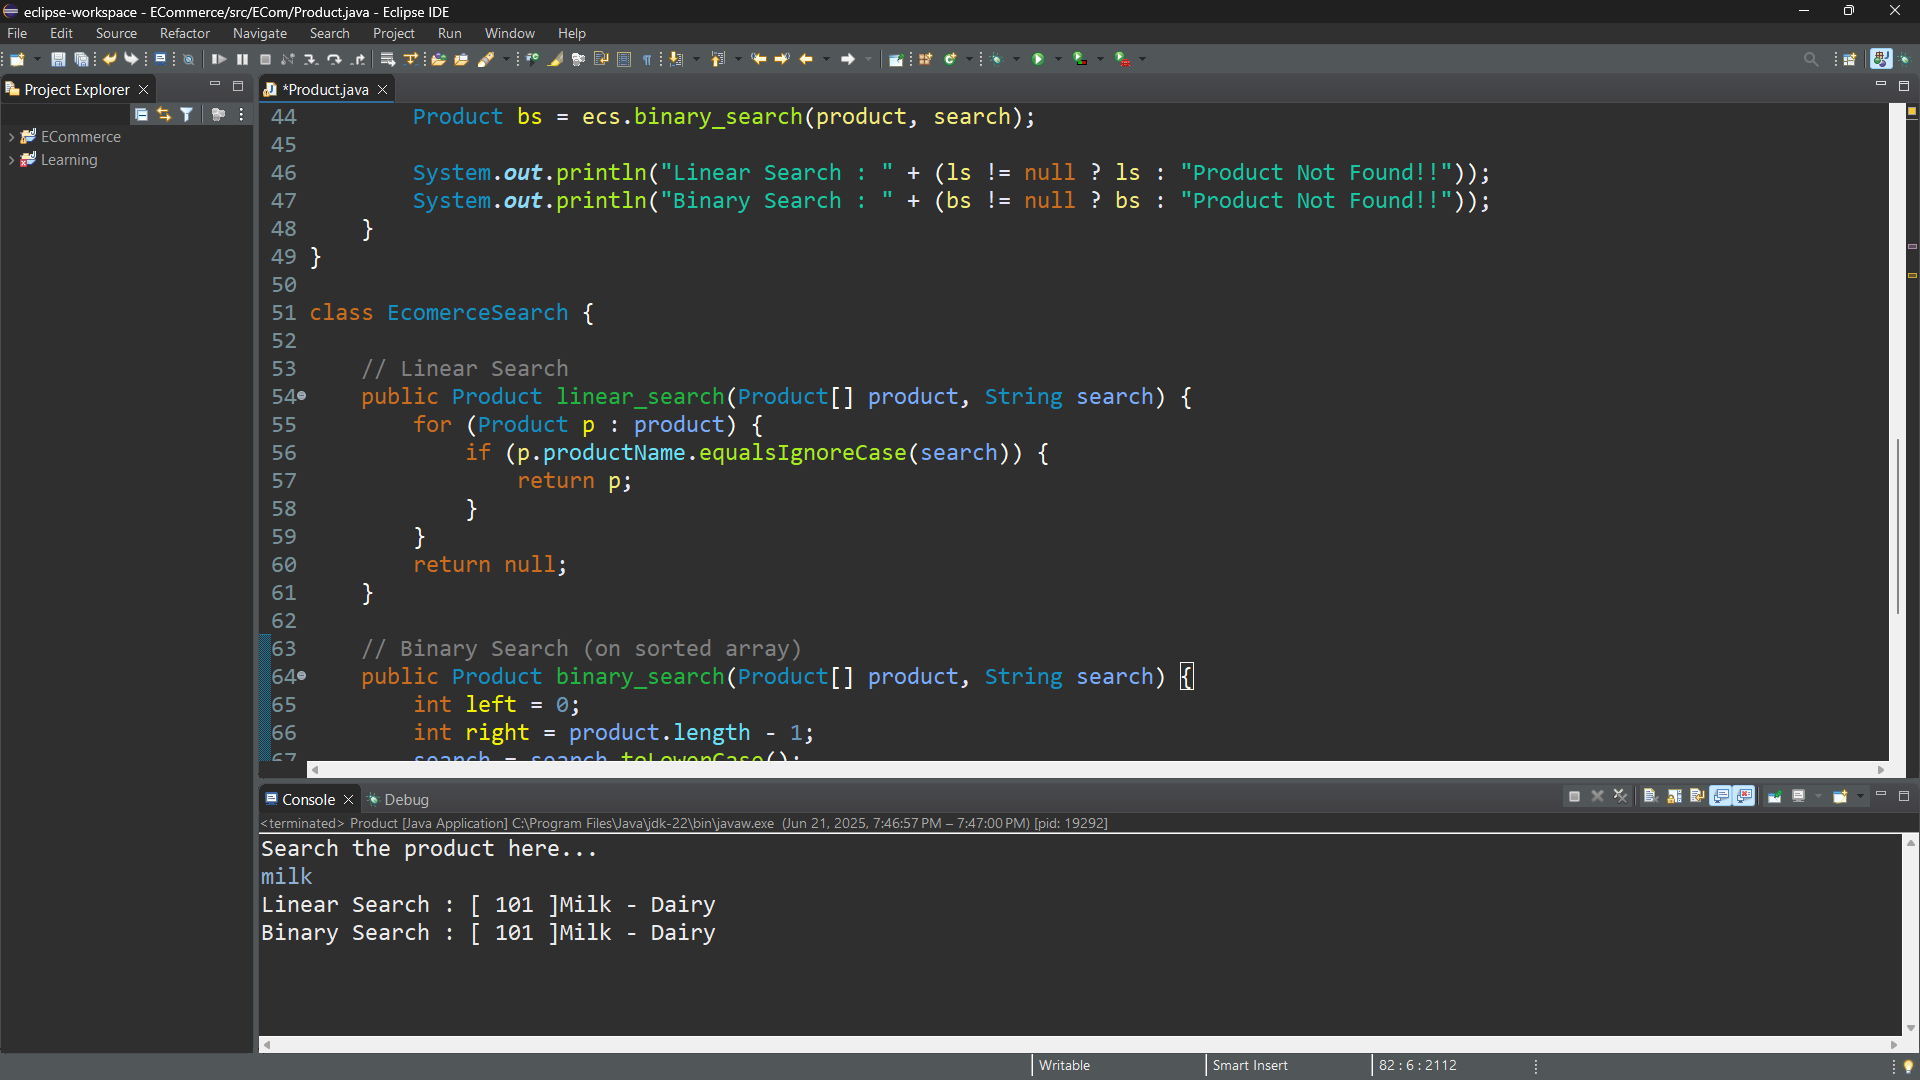 eclipse-workspace - ECommerce/src/ECom/Product.java - Eclipse IDE
File Edit Source Refactor Navigate Search Project Run Window Help
Project Explorer
*Product.java
ECommerce
Learning
44 Product bs = ecs.binary_search(product, search);
45
46 System.out.println("Linear Search : " + (ls != null ? ls : "Product Not Found!!"));
47 System.out.println("Binary Search : " + (bs != null ? bs : "Product Not Found!!"));
48 }
49 }
50
51 class EcomerceSearch {
52
53 // Linear Search
54 public Product linear_search(Product[] product, String search) {
55 for (Product p : product) {
56 if (p.productName.equalsIgnoreCase(search)) {
57 return p;
58 }
59 }
60 return null;
61 }
62
63 // Binary Search (on sorted array)
64 public Product binary_search(Product[] product, String search) {
65 int left = 0;
66 int right = product.length - 1;
67 search = search.toLowerCase();
Console
Debug
<terminated> Product [Java Application] C:\Program Files\Java\jdk-22\bin\javaw.exe (Jun 21, 2025, 7:46:57 PM – 7:47:00 PM) [pid: 19292]
Search the product here...
milk
Linear Search : [ 101 ]Milk - Dairy
Binary Search : [ 101 ]Milk - Dairy
Writable
Smart Insert
82 : 6 : 2112